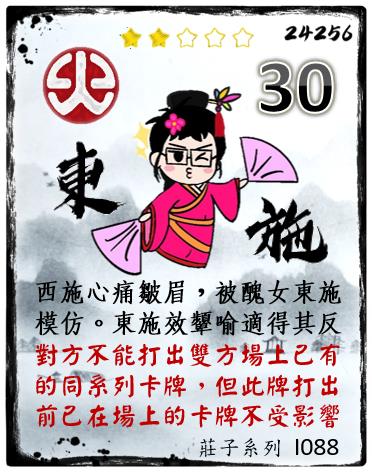 24256
火
30
東施
西施心痛皺眉，被醜女東施
模仿。東施效顰喻適得其反
對方不能打出雙方場上已有
的同系列卡牌，但此牌打出
前已在場上的卡牌不受影響
莊子系列 I088